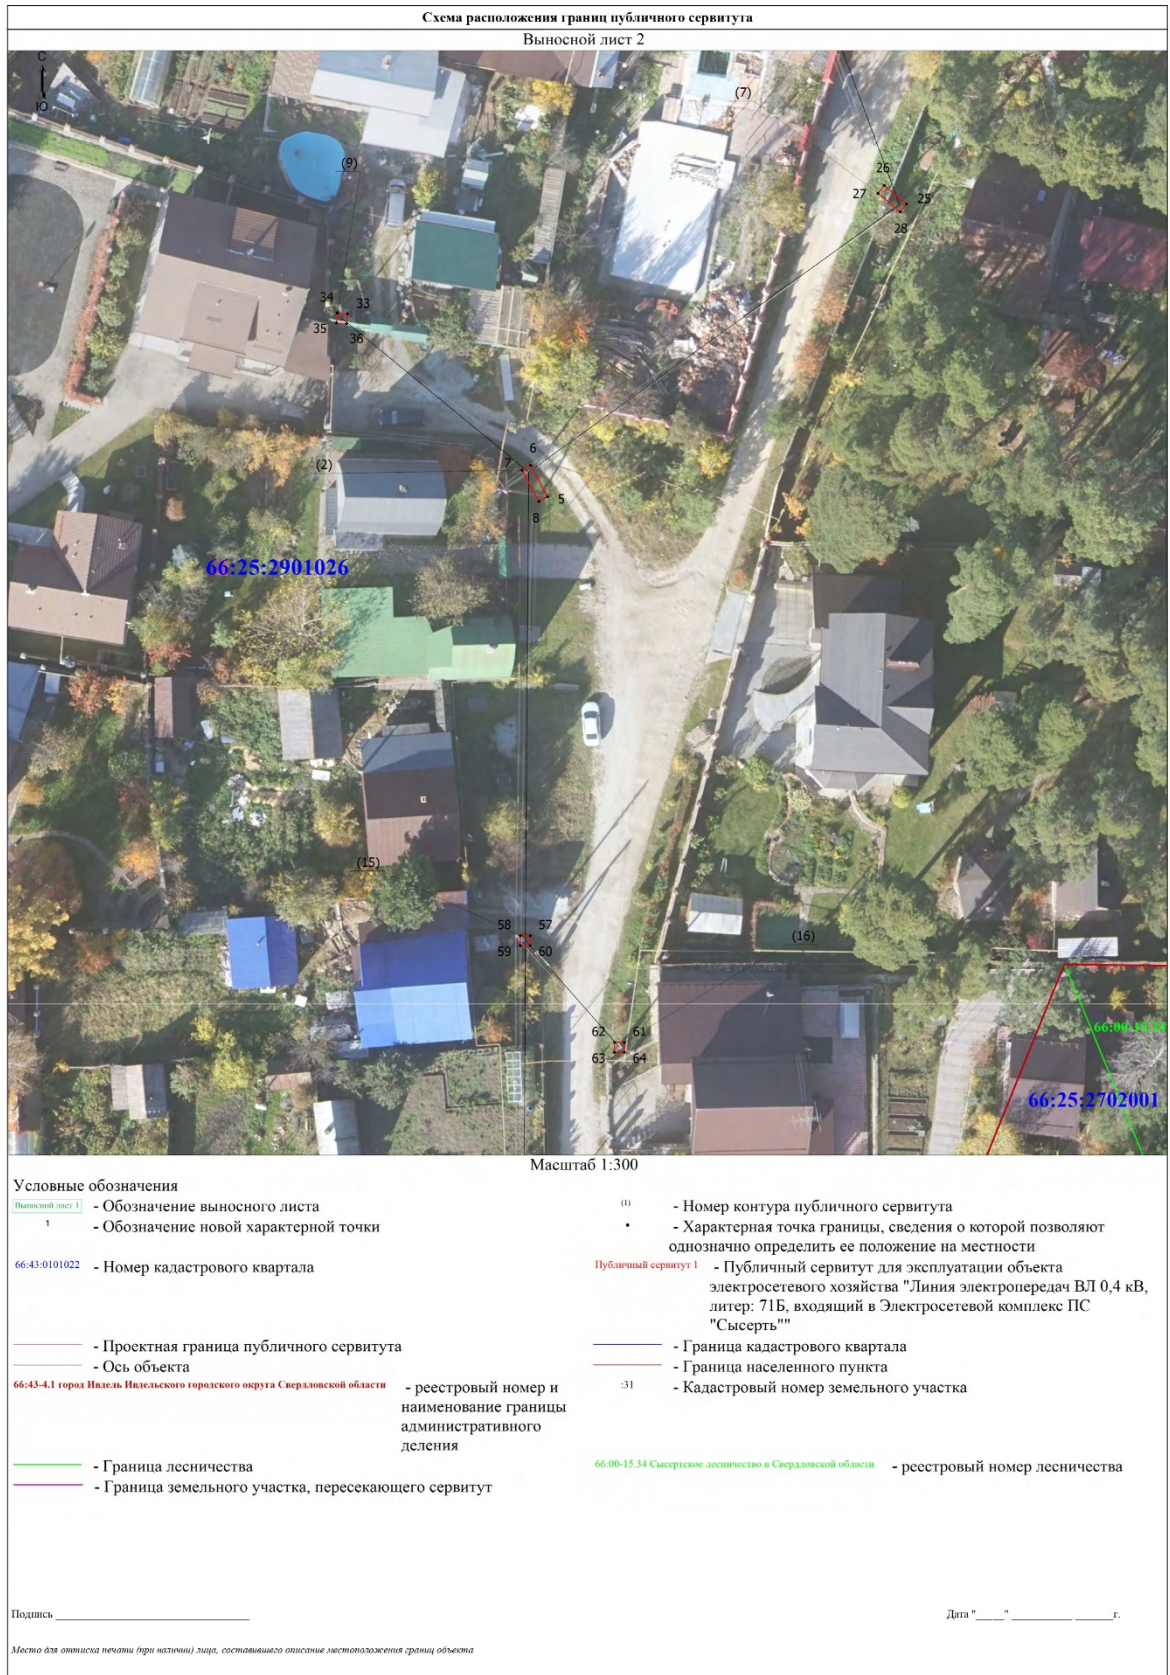 Схема расположения границ публичного сервитута
Выносной лист 2
С
Ю
(7)
(9)
26
27
25
28
34
33
35
36
6
(2)
7
5
8
66:25:2901026
(15)
58
57
59
60
(16)
62
61
63
64
66:25:2702001
Масштаб 1:300
Условные обозначения
Выносной лист 1 - Обозначение выносного листа
1 - Обозначение новой характерной точки
66:43:0101022 - Номер кадастрового квартала
- Проектная граница публичного сервитута
- Ось объекта
66:43-4.1 город Ивдель Ивдельского городского округа Свердловской области - реестровый номер и
наименование границы
административного
деления
- Граница лесничества
- Граница земельного участка, пересекающего сервитут
(1) - Номер контура публичного сервитута
- Характерная точка границы, сведения о которой позволяют
однозначно определить ее положение на местности
Публичный сервитут 1 - Публичный сервитут для эксплуатации объекта
электросетевого хозяйства "Линия электропередач ВЛ 0,4 кВ,
литер: 71Б, входящий в Электросетевой комплекс ПС
"Сысерть""
- Граница кадастрового квартала
- Граница населенного пункта
:31 - Кадастровый номер земельного участка
66:00-15.34 Сысертское лесничество в Свердловской области - реестровый номер лесничества
Подпись
Дата "_____" __________ ______г.
Место для оттиска печати (при наличии) лица, составившего описание местоположения границ объекта